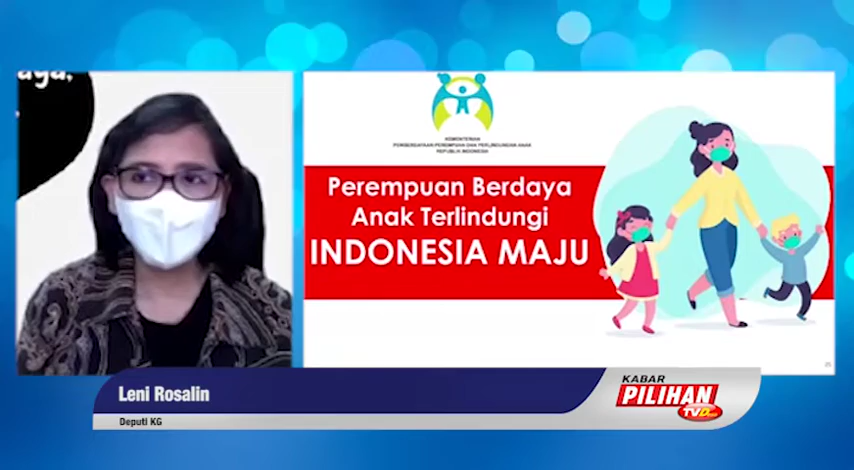 aya,
KEMENTERIAN
PEMBERDAYAAN PEREMPUAN DAN PERLINDUNGAN ANAK
REPUBLIK INDONESIA
Perempuan Berdaya
Anak Terlindungi
INDONESIA MAJU
Leni Rosalin
Deputi KG
KABAR
PILIHAN